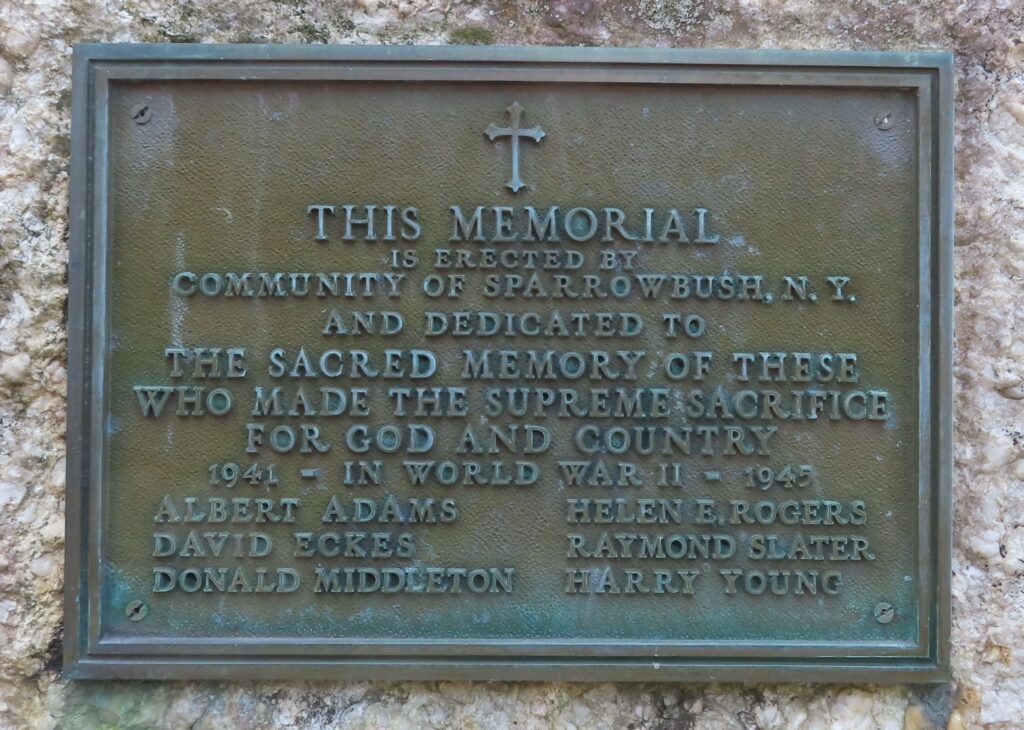 THIS MEMORIAL
IS ERECTED BY
COMMUNITY OF SPARROWBUSH, N. Y.
AND DEDICATED TO
THE SACRED MEMORY OF THESE
WHO MADE THE SUPREME SACRIFICE
FOR GOD AND COUNTRY
1941 - IN WORLD WAR II - 1945
ALBERT ADAMS
DAVID ECKES
DONALD MIDDLETON
HELEN E. ROGERS
RAYMOND SLATER
HARRY YOUNG